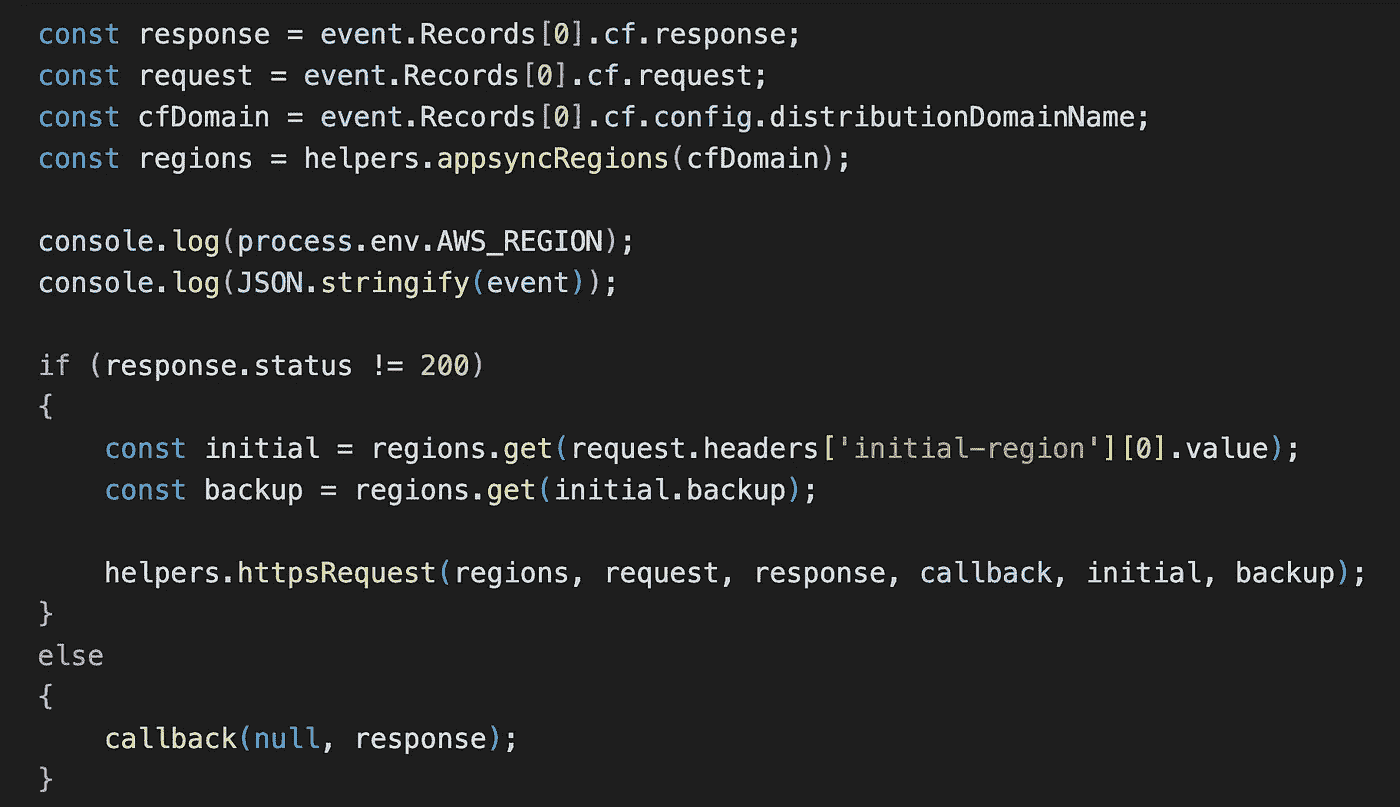 const response = event.Records[0].cf.response;
const request = event.Records[0].cf.request;
const cfDomain = event.Records[0].cf.config.distributionDomainName;
const regions = helpers.appsyncRegions(cfDomain);

console.log(process.env.AWS_REGION);
console.log(JSON.stringify(event));

if (response.status != 200)
{
    const initial = regions.get(request.headers['initial-region'][0].value);
    const backup = regions.get(initial.backup);

    helpers.httpsRequest(regions, request, response, callback, initial, backup);
}
else
{
    callback(null, response);
}